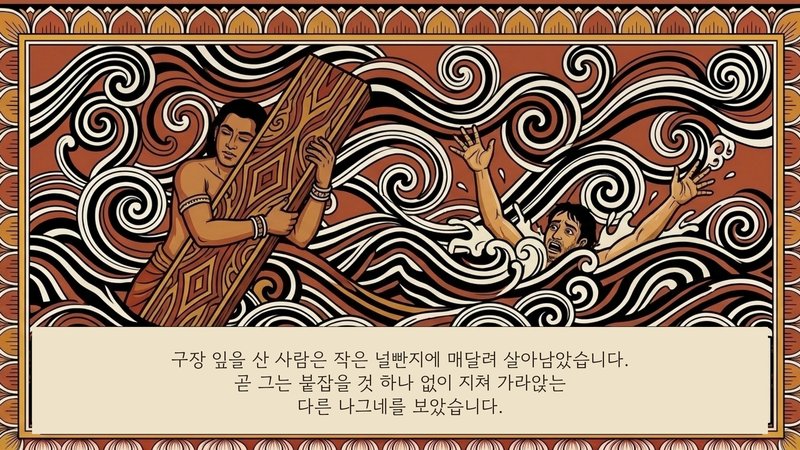 구장 잎을 산 사람은 작은 널빤지에 매달려 살아남았습니다.
곧 그는 붙잡을 것 하나 없이 지쳐 가라앉는
다른 나그네를 보았습니다.